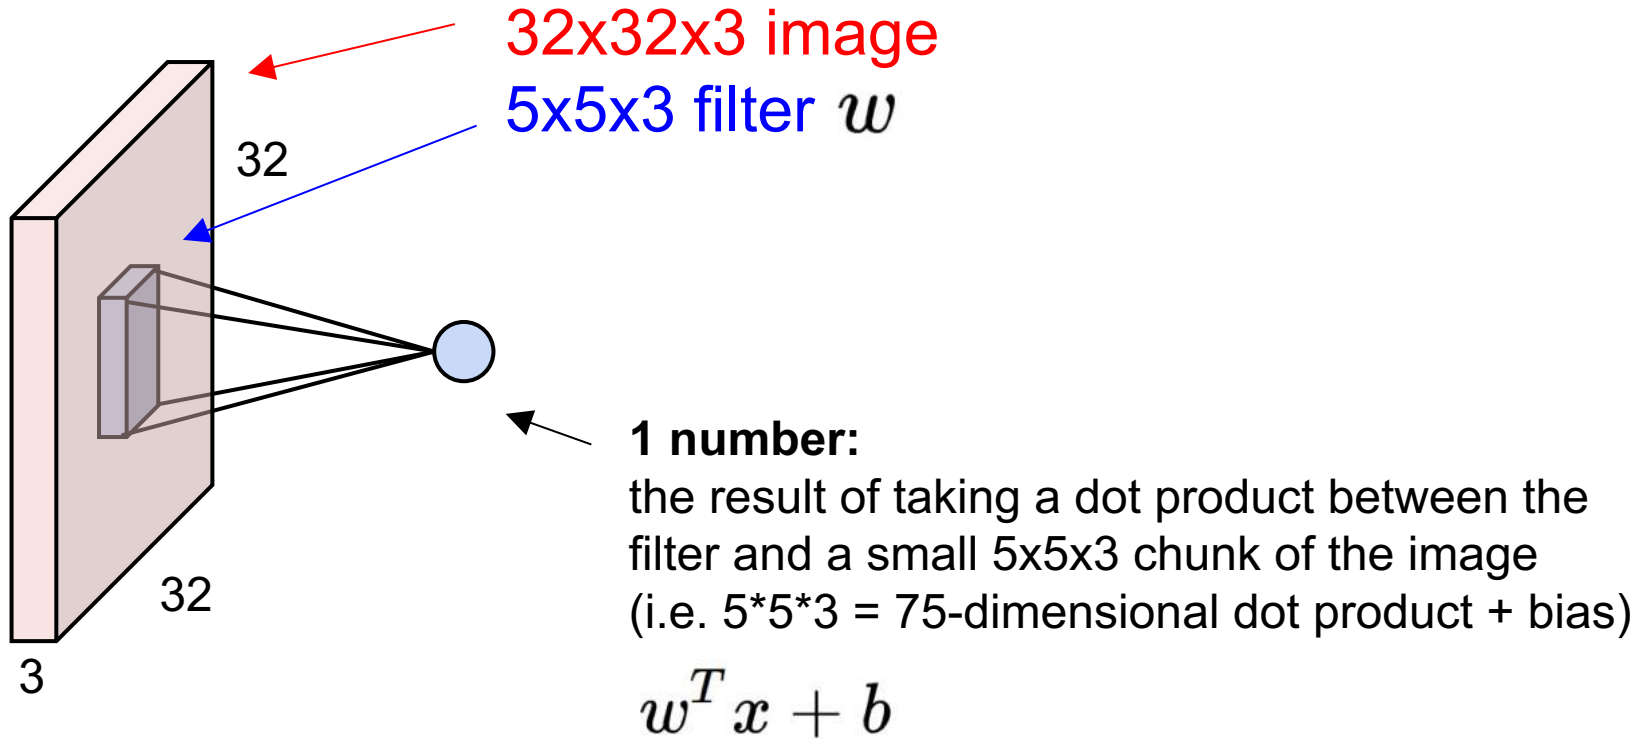 32x32x3 image
5x5x3 filter w
32
32
3
1 number:
the result of taking a dot product between the
filter and a small 5x5x3 chunk of the image
(i.e. 5*5*3 = 75-dimensional dot product + bias)
w^T x + b